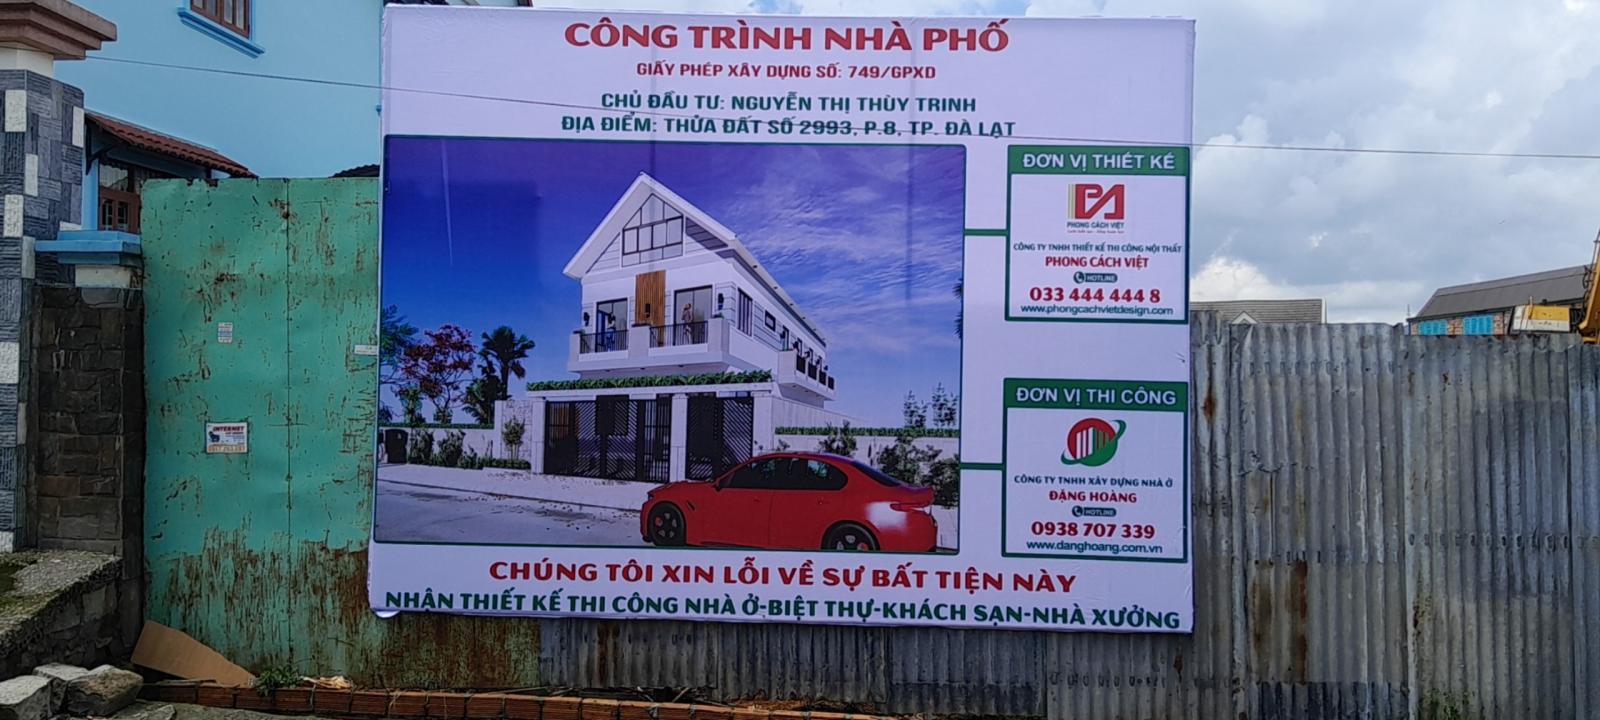 CÔNG TRÌNH NHÀ PHỐ
GIẤY PHÉP XÂY DỰNG SỐ: 749/GPXD
CHỦ ĐẦU TƯ: NGUYỄN THỊ THÙY TRINH
ĐỊA ĐIỂM: THỬA ĐẤT SỐ 2993, P.8, TP. ĐÀ LẠT
ĐƠN VỊ THIẾT KẾ
PHONG CÁCH VIỆT
CÔNG TY TNHH THIẾT KẾ THI CÔNG NỘI THẤT
PHONG CÁCH VIỆT
HOTLINE
033 444 444 8
www.phongcachvietdesign.com
ĐƠN VỊ THI CÔNG
CÔNG TY TNHH XÂY DỰNG NHÀ Ở
ĐẶNG HOÀNG
HOTLINE
0938 707 339
www.danghoang.com.vn
CHÚNG TÔI XIN LỖI VỀ SỰ BẤT TIỆN NÀY
NHẬN THIẾT KẾ THI CÔNG NHÀ Ở-BIỆT THỰ-KHÁCH SẠN-NHÀ XƯỞNG
INTERNET